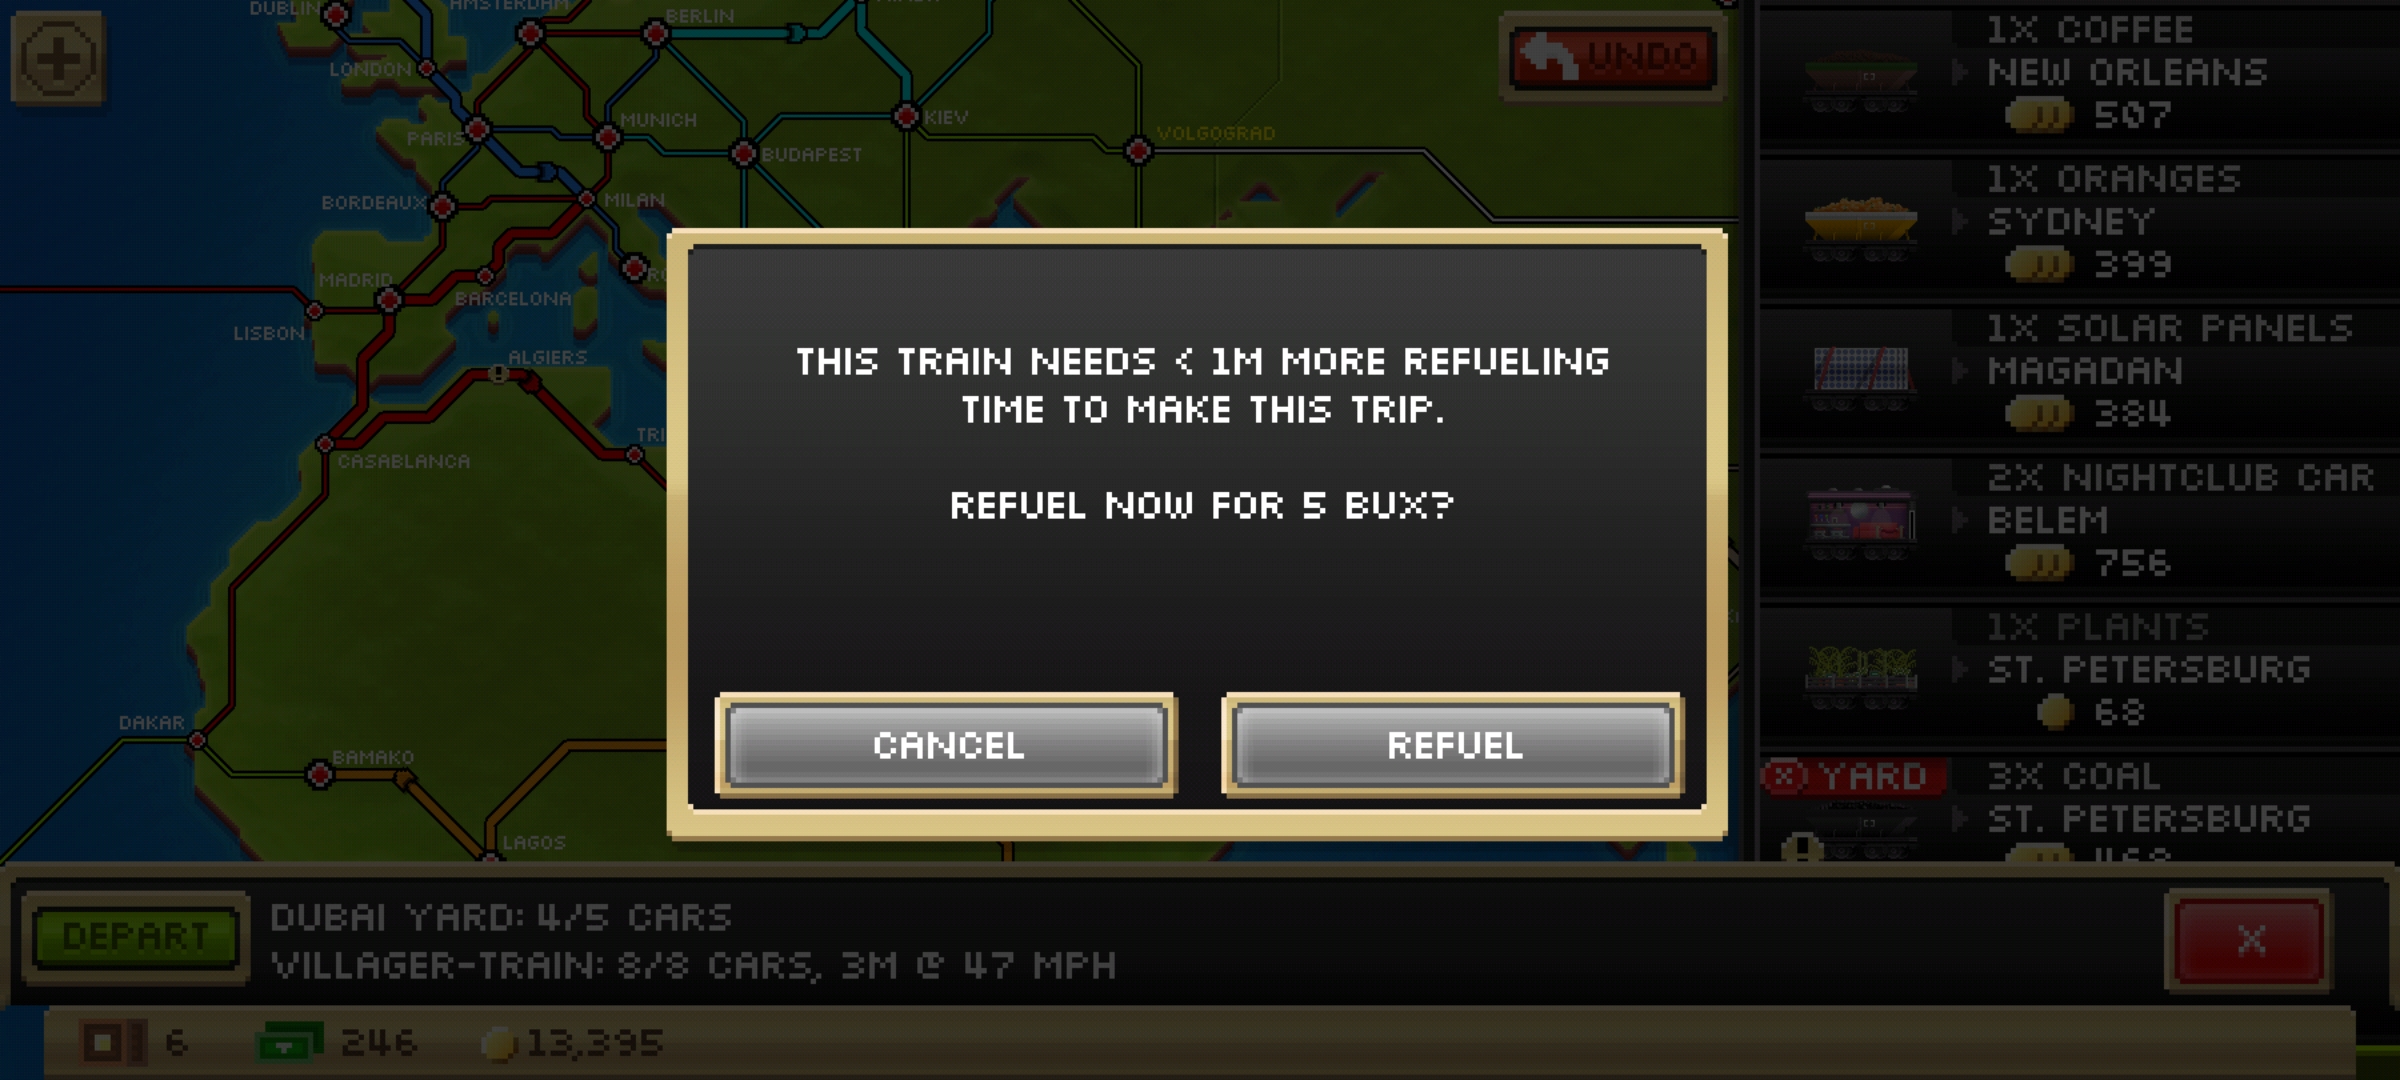 DUBLIN
AMSTERDAM
BERLIN
LONDON
UNDO
PARIS
MUNICH
KIEV
VOLGOGRAD
BUDAPEST
BORDEAUX
MILAN
MADRID
BARCELONA
LISBON
ALGIERS
CASABLANCA
DAKAR
BAMAKO
LAGOS
THIS TRAIN NEEDS < 1M MORE REFUELING
TIME TO MAKE THIS TRIP.
REFUEL NOW FOR 5 BUX?
CANCEL
REFUEL
1X COFFEE
NEW ORLEANS
507
1X ORANGES
SYDNEY
399
1X SOLAR PANELS
MAGADAN
384
2X NIGHTCLUB CAR
BELEM
756
1X PLANTS
ST. PETERSBURG
68
YARD
3X COAL
ST. PETERSBURG
DEPART
DUBAI YARD: 4/5 CARS
VILLAGER-TRAIN: 8/8 CARS, 3M @ 47 MPH
X
6
246
13,395